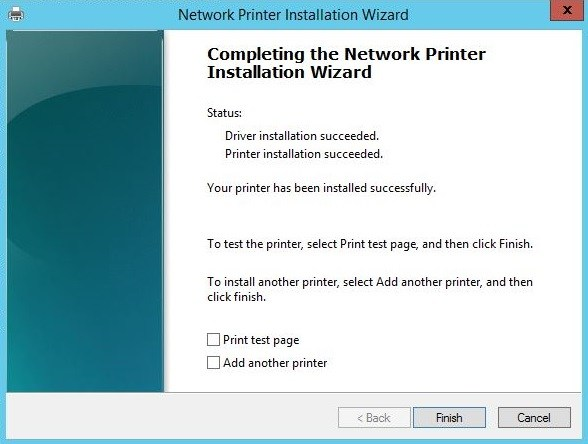 Network Printer Installation Wizard
x
Completing the Network Printer
Installation Wizard
Status:
Driver installation succeeded.
Printer installation succeeded.
Your printer has been installed successfully.
To test the printer, select Print test page, and then click Finish.
To install another printer, select Add another printer, and then
click finish.
Print test page
Add another printer
< Back
Finish
Cancel